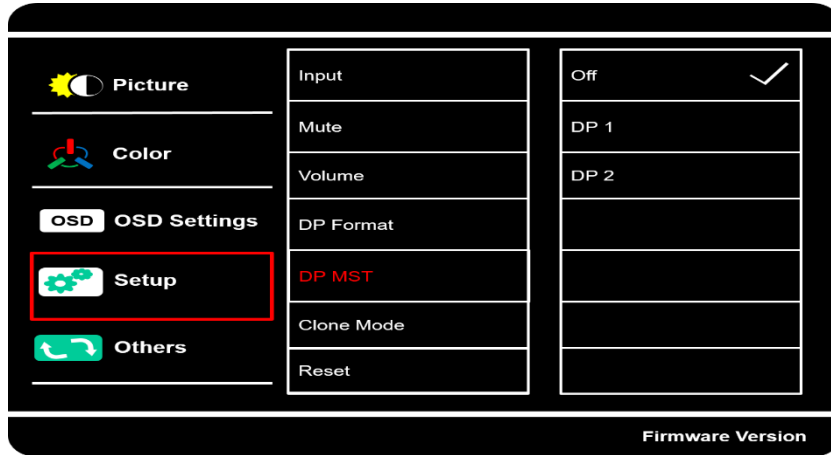 Picture
Color
OSD OSD Settings
Setup
Others
Input
Mute
Volume
DP Format
DP MST
Clone Mode
Reset
Off
DP 1
DP 2
Firmware Version